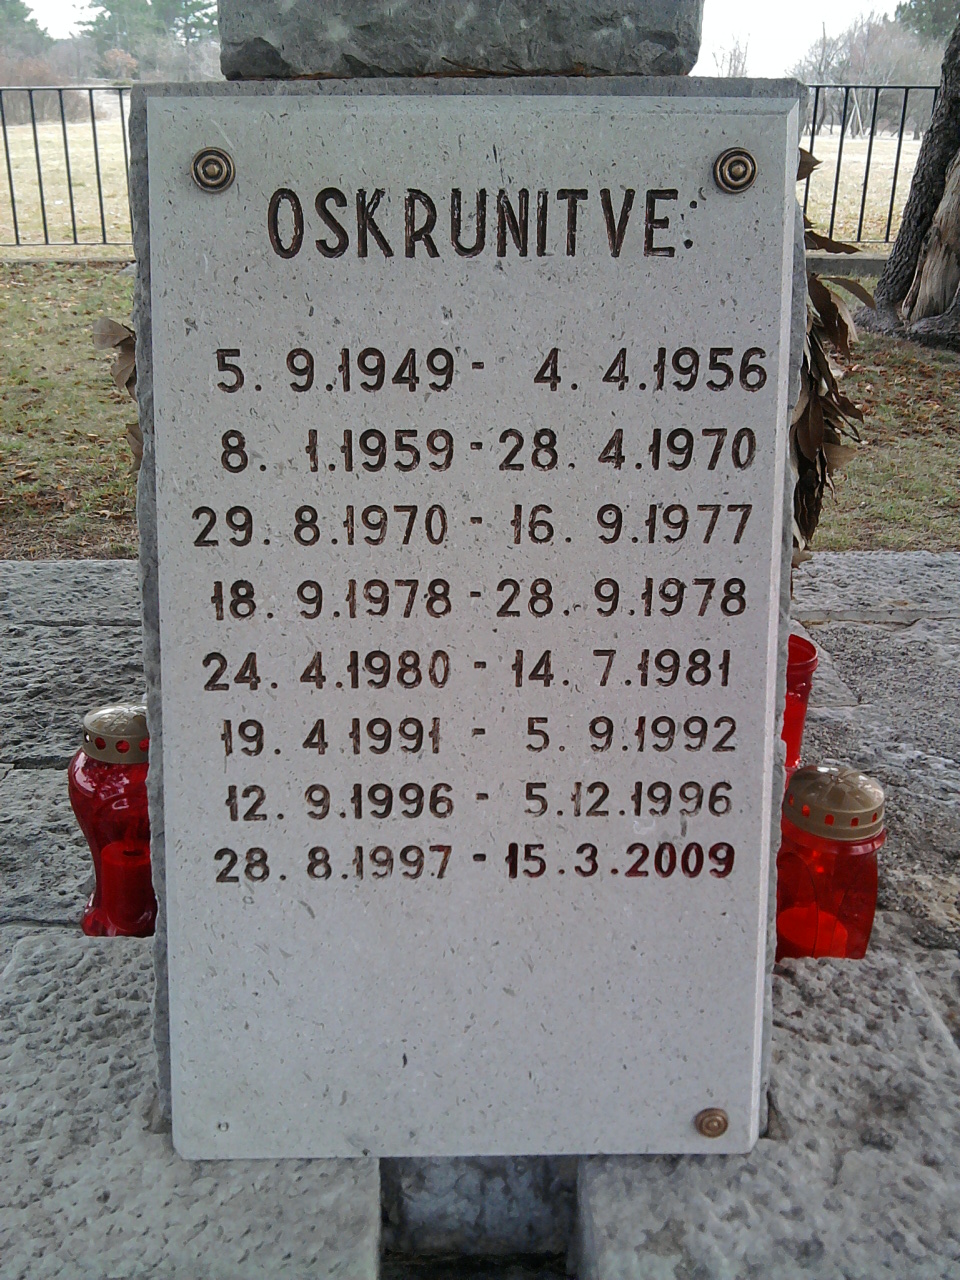 OSKRUNITVE:
5. 9.1949 - 4. 4.1956
8. 1.1959 - 28. 4.1970
29. 8.1970 - 16. 9.1977
18. 9.1978 - 28. 9.1978
24. 4.1980 - 14. 7.1981
19. 4.1991 - 5. 9.1992
12. 9.1996 - 5.12.1996
28. 8.1997 - 15.3.2009